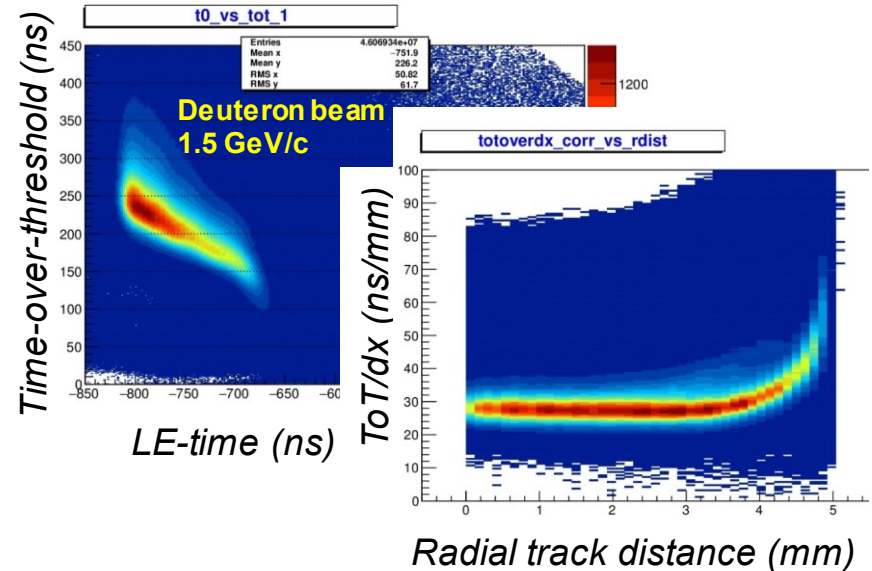 t0_vs_tot_1
Entries 4.606934e+07
Mean x -751.9
Mean y 226.2
RMS x 50.82
RMS y 61.7
Deuteron beam
1.5 GeV/c
Time-over-threshold (ns)
450
400
350
300
250
200
150
100
50
0
-850 -800 -750 -700 -650 -600
LE-time (ns)
1200
totoverdx_corr_vs_rdist
ToT/dx (ns/mm)
100
90
80
70
60
50
40
30
20
10
0
0 1 2 3 4 5
Radial track distance (mm)